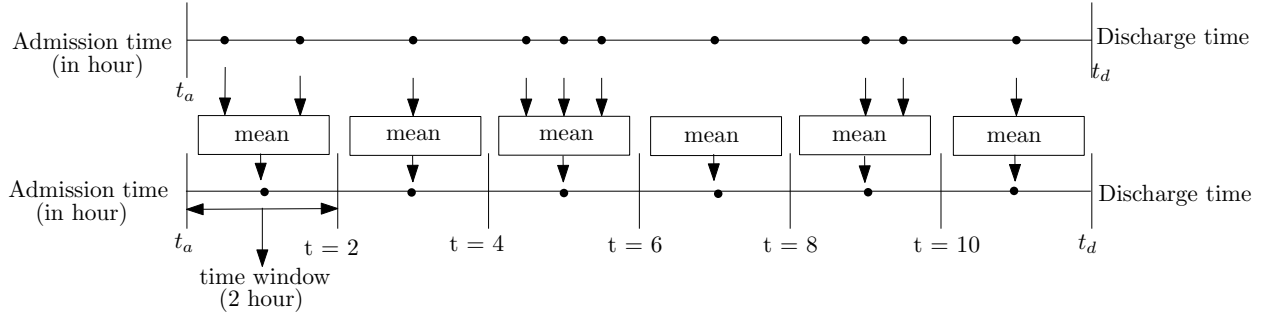 Admission time
(in hour)
Discharge time
t_a
t_d
mean
mean
mean
mean
mean
mean
Admission time
(in hour)
Discharge time
t_a
t = 2
t = 4
t = 6
t = 8
t = 10
t_d
time window
(2 hour)